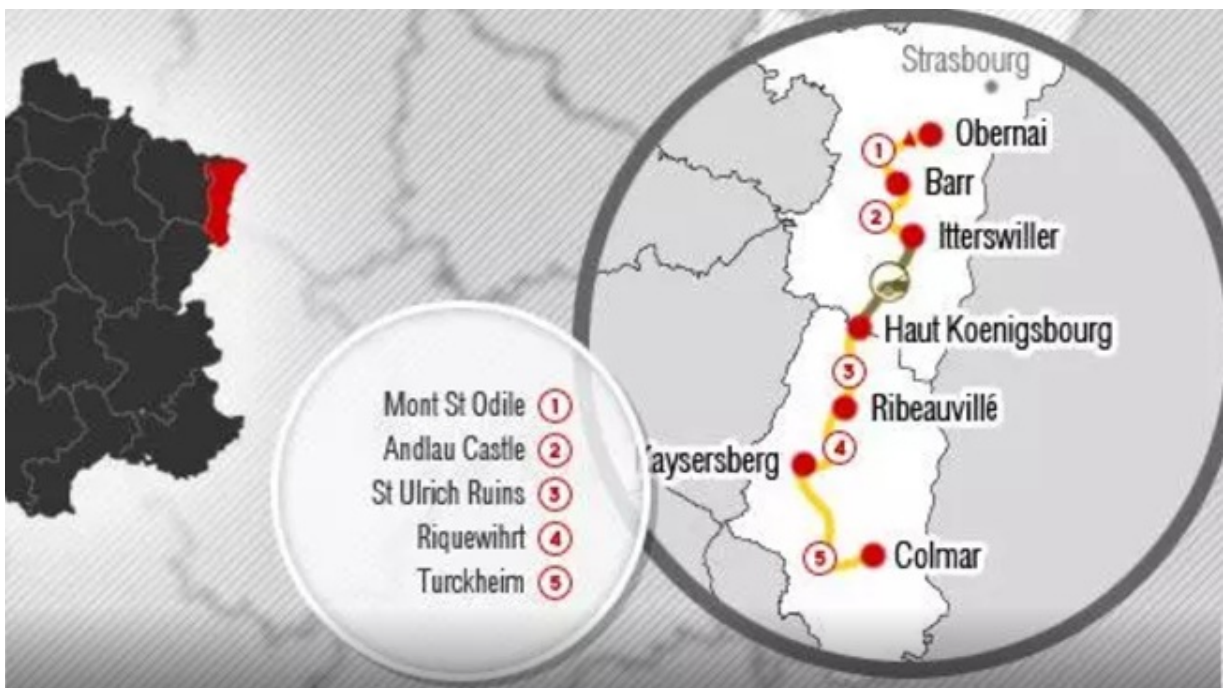 Strasbourg
Obernai
1
Barr
2
Itterswiller
Haut Koenigsbourg
3
Ribeauvillé
4
aysersberg
5
Colmar
Mont St Odile 1
Andlau Castle 2
St Ulrich Ruins 3
Riquewihrt 4
Turckheim 5